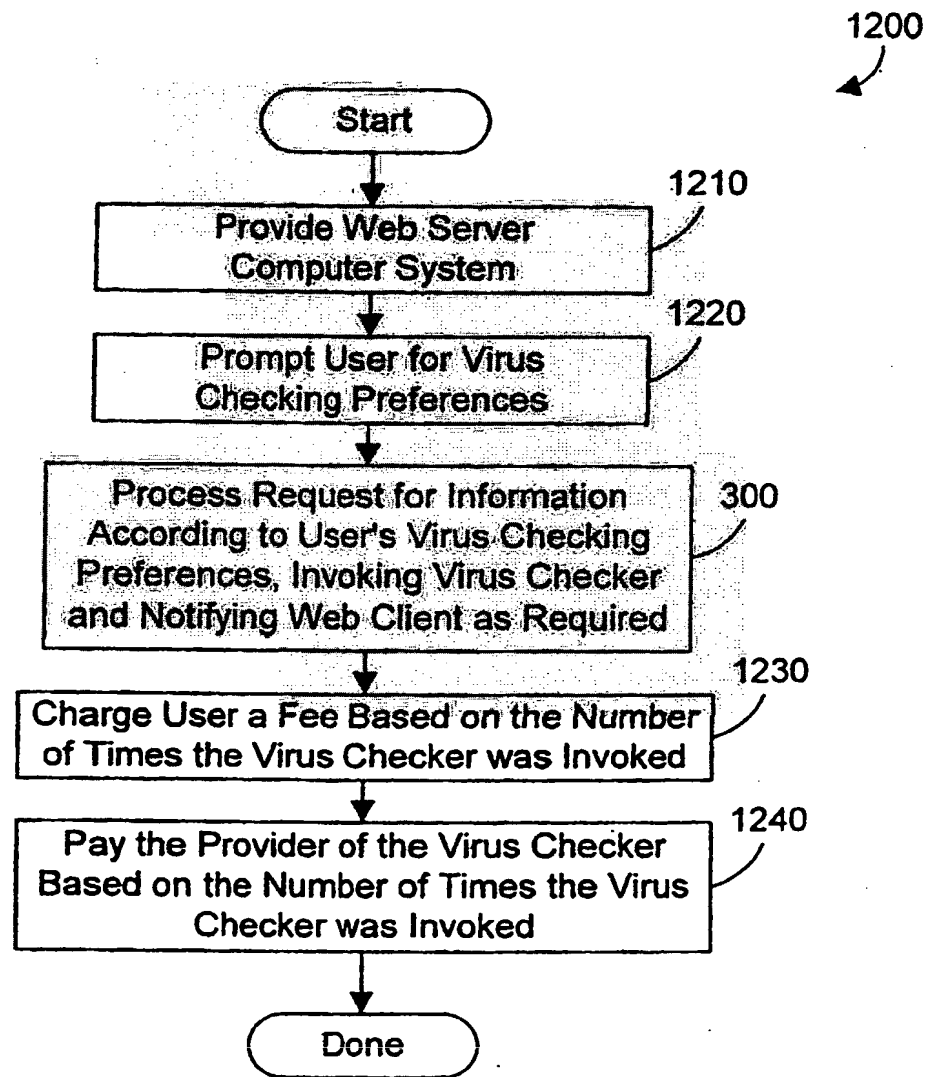 1200
Start
1210
Provide Web Server
Computer System
1220
Prompt User for Virus
Checking Preferences
300
Process Request for Information
According to User's Virus Checking
Preferences, Invoking Virus Checker
and Notifying Web Client as Required
1230
Charge User a Fee Based on the Number
of Times the Virus Checker was Invoked
1240
Pay the Provider of the Virus Checker
Based on the Number of Times the Virus
Checker was Invoked
Done